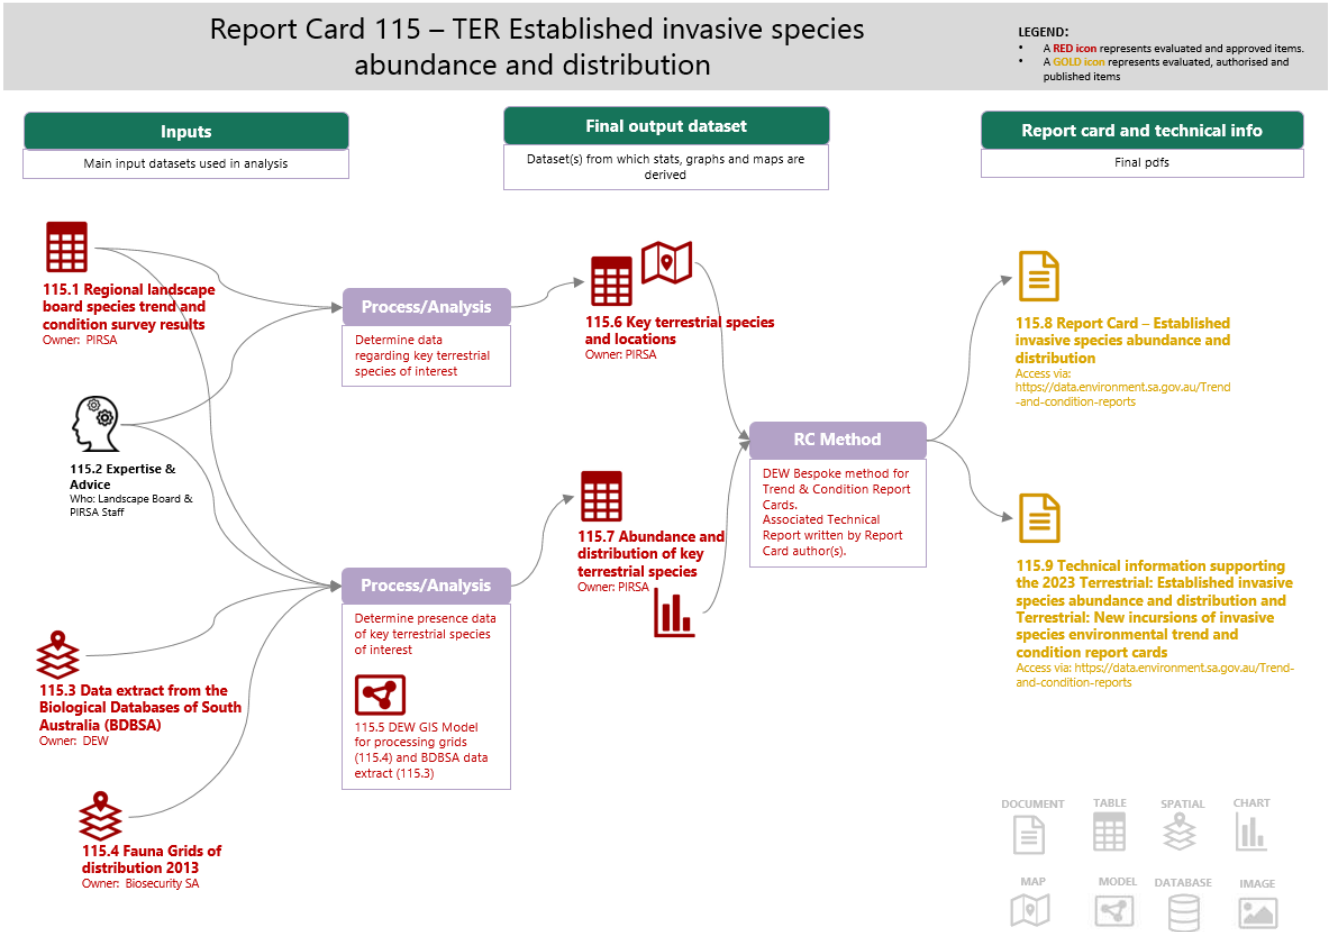 Report Card 115 – TER Established invasive species
abundance and distribution
LEGEND:
• A RED icon represents evaluated and approved items.
• A GOLD icon represents evaluated, authorised and
published items
Inputs
Main input datasets used in analysis
Final output dataset
Dataset(s) from which stats, graphs and maps are
derived
Report card and technical info
Final pdfs
115.1 Regional landscape
board species trend and
condition survey results
Owner: PIRSA
115.2 Expertise &
Advice
Who: Landscape Board &
PIRSA Staff
115.3 Data extract from the
Biological Databases of South
Australia (BDBSA)
Owner: DEW
115.4 Fauna Grids of
distribution 2013
Owner: Biosecurity SA
Process/Analysis
Determine data
regarding key terrestrial
species of interest
Process/Analysis
Determine presence data
of key terrestrial species
of interest
115.5 DEW GIS Model
for processing grids
(115.4) and BDBSA data
extract (115.3)
115.6 Key terrestrial species
and locations
Owner: PIRSA
115.7 Abundance and
distribution of key
terrestrial species
Owner: PIRSA
RC Method
DEW Bespoke method for
Trend & Condition Report
Cards.
Associated Technical
Report written by Report
Card author(s).
115.8 Report Card – Established
invasive species abundance and
distribution
Access via:
https://data.environment.sa.gov.au/Trend
-and-condition-reports
115.9 Technical information supporting
the 2023 Terrestrial: Established invasive
species abundance and distribution and
Terrestrial: New incursions of invasive
species environmental trend and
condition report cards
Access via: https://data.environment.sa.gov.au/Trend-
and-condition-reports
DOCUMENT TABLE SPATIAL CHART
MAP MODEL DATABASE IMAGE